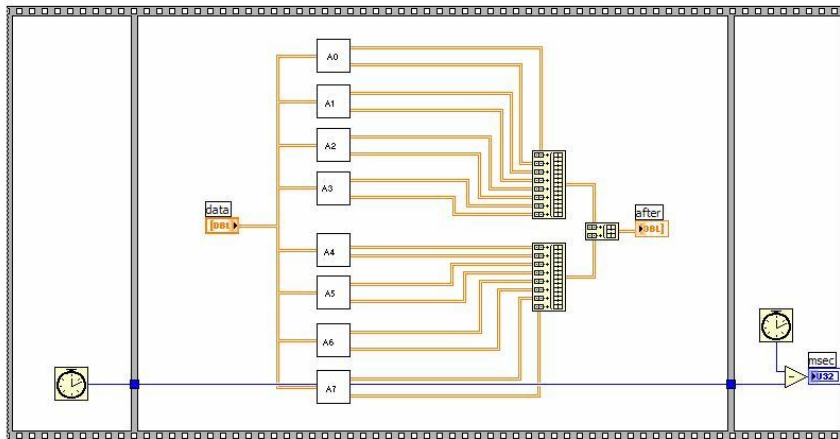 A0
A1
A2
A3
data
[DBL]
after
DBL]
A4
A5
A6
A7
msec
U32